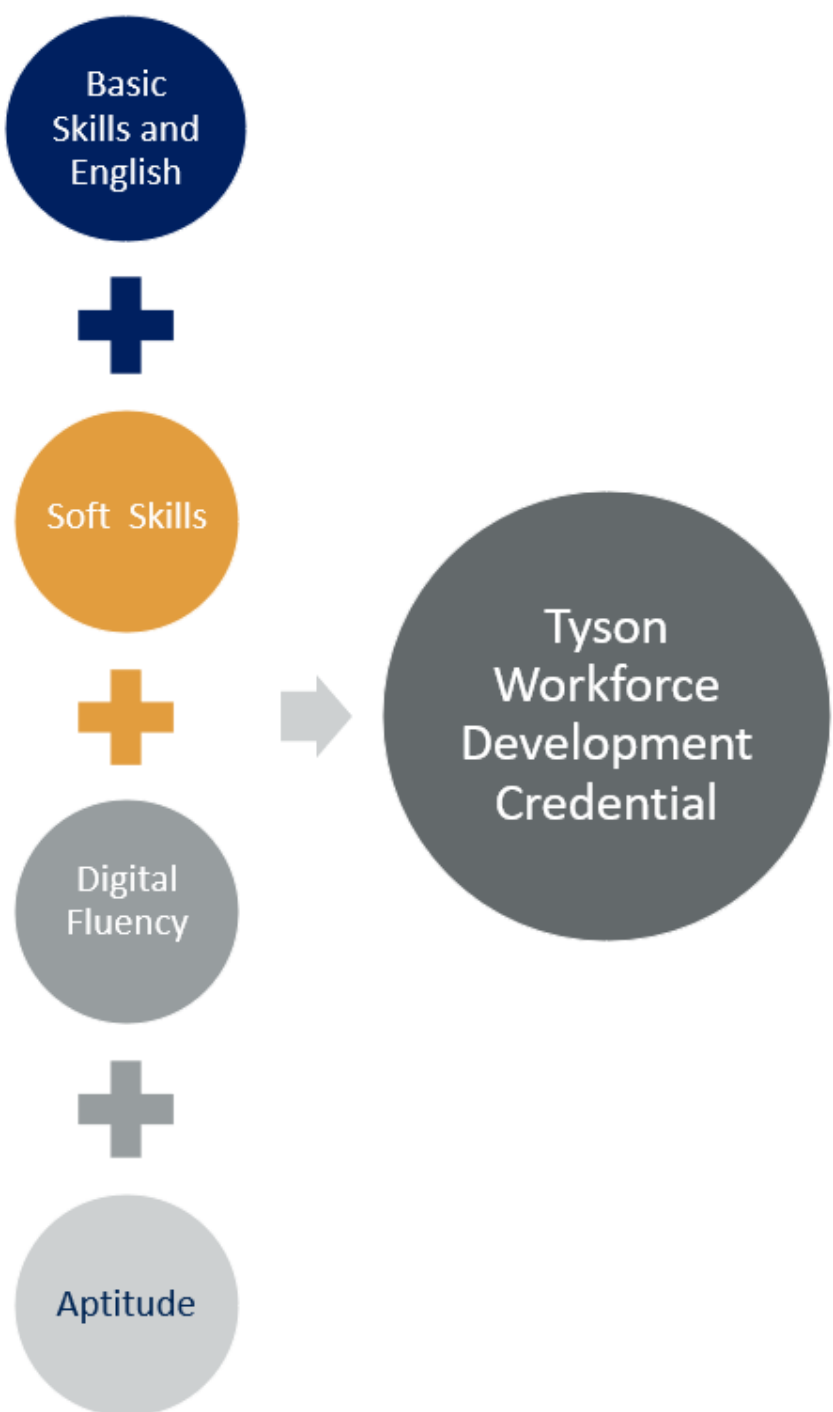 Basic
Skills and
English
Soft  Skills
Digital
Fluency
Aptitude
Tyson
Workforce
Development
Credential